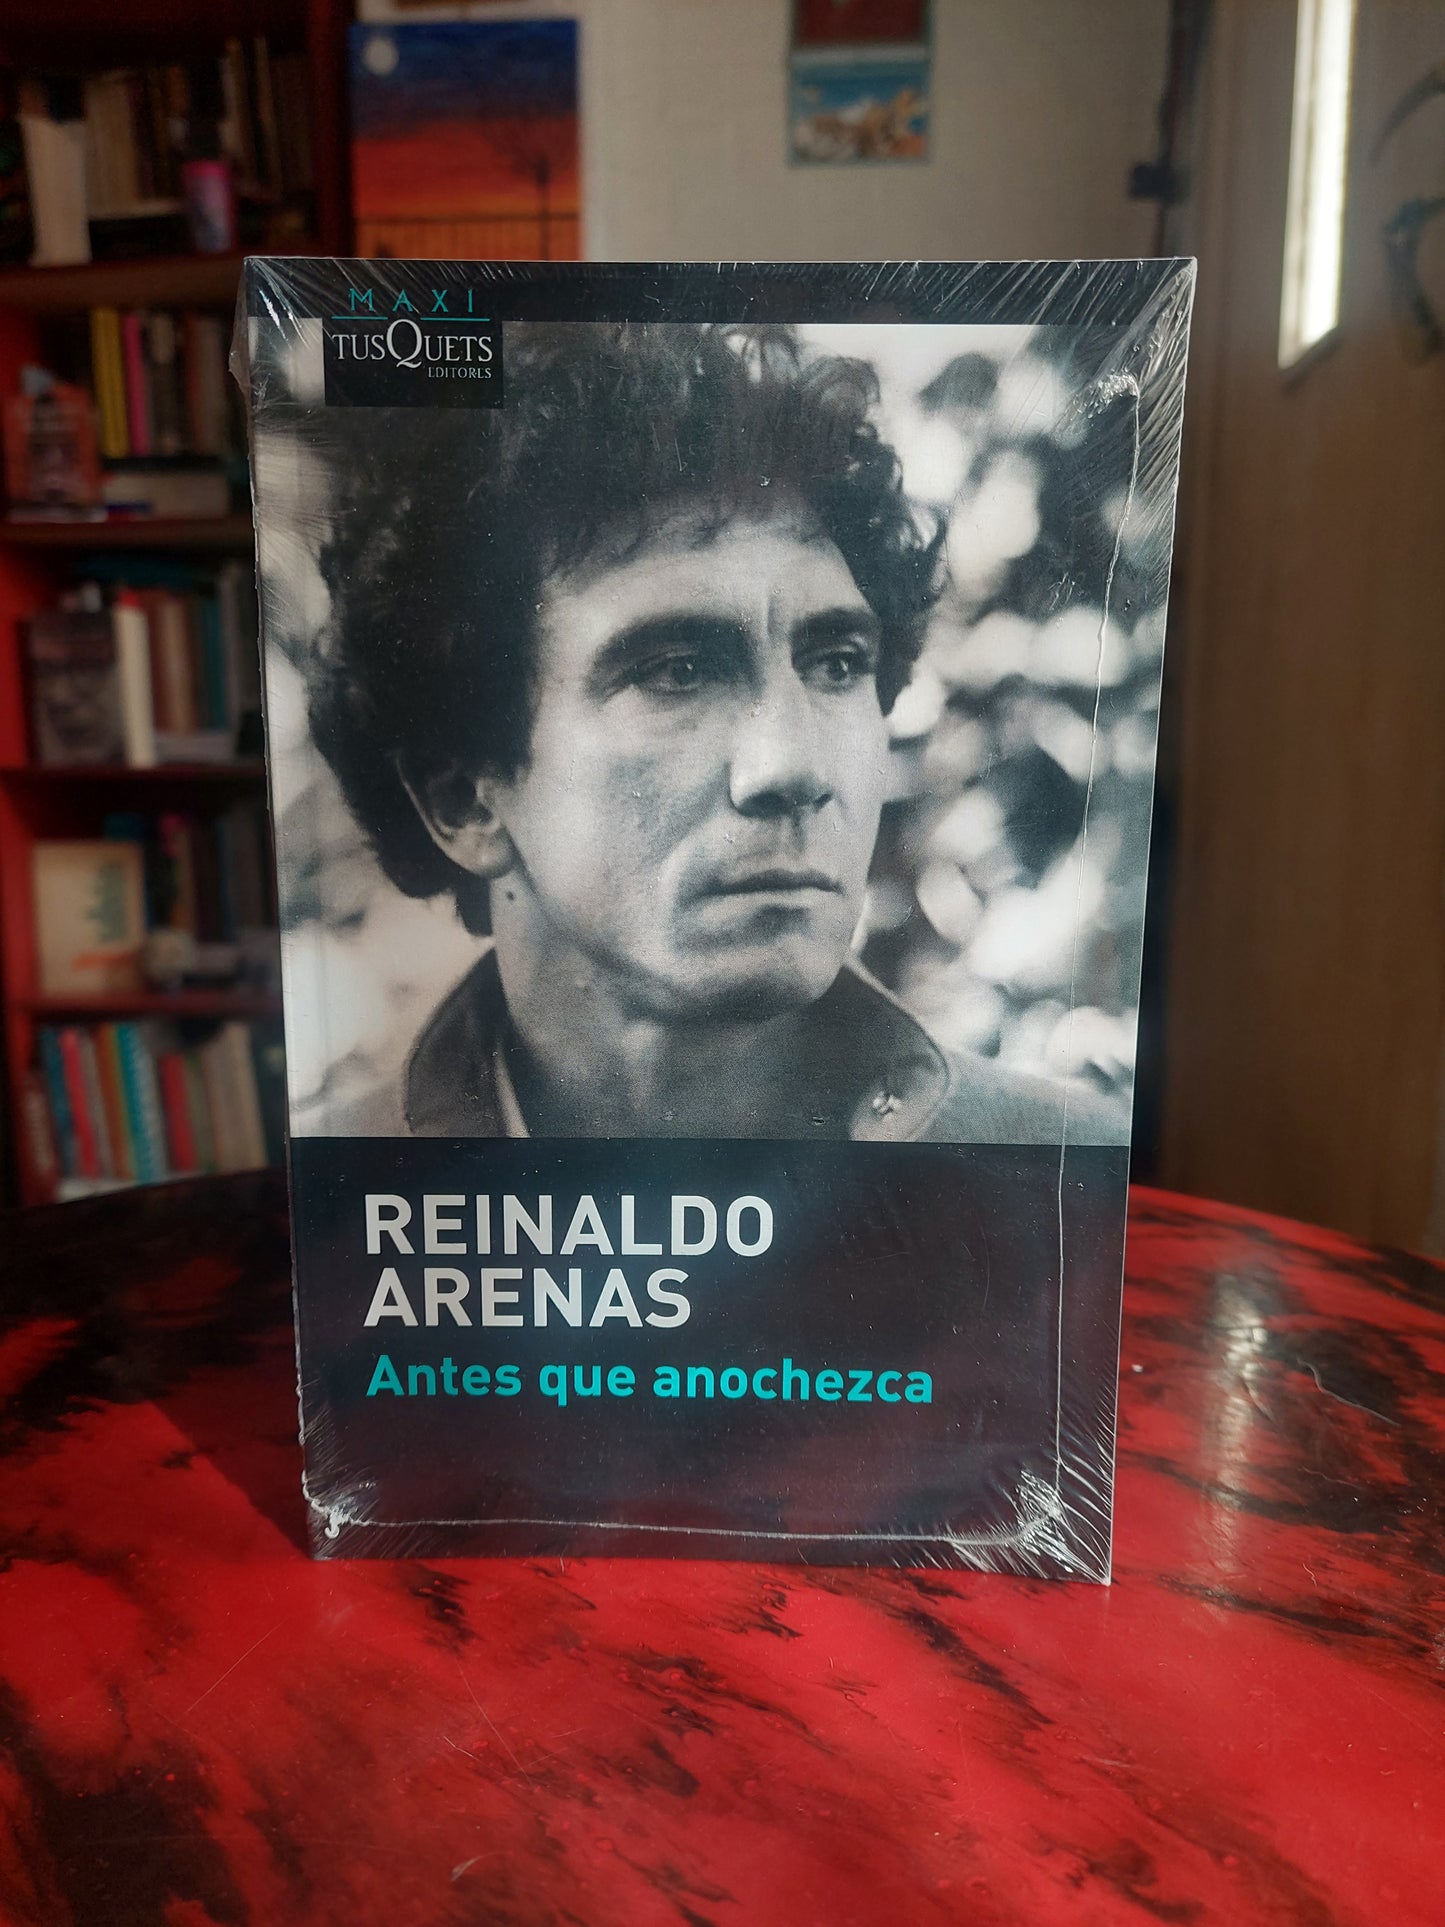 MAXI
TUSQUETS
EDITORES
REINALDO
ARENAS
Antes que anochezca